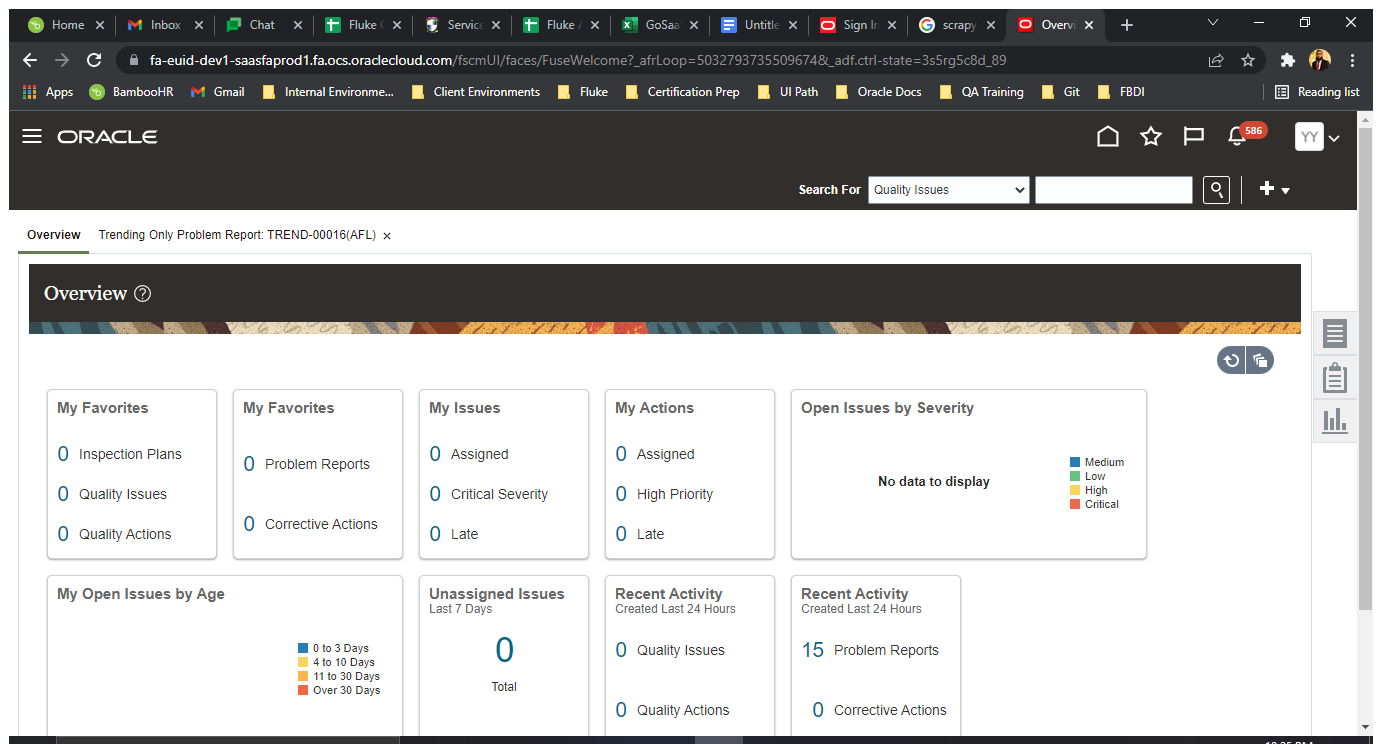 Home
Inbox
Chat
Fluke
Service
Fluke
GoSaa
Untitle
Sign In
scrapy
Overvi
fa-euid-dev1-saasfaprod1.fa.ocs.oraclecloud.com/fscmUI/faces/FuseWelcome?_afrLoop=5032793735509674&_adf.ctrl-state=3s5rg5c8d_89
Apps
BambooHR
Gmail
Internal Environme...
Client Environments
Fluke
Certification Prep
UI Path
Oracle Docs
QA Training
Git
FBDI
Reading list
ORACLE
586
YY
Search For Quality Issues
Overview
Trending Only Problem Report: TREND-00016(AFL)
Overview
My Favorites
0 Inspection Plans
0 Quality Issues
0 Quality Actions
My Favorites
0 Problem Reports
0 Corrective Actions
My Issues
0 Assigned
0 Critical Severity
0 Late
My Actions
0 Assigned
0 High Priority
0 Late
Open Issues by Severity
No data to display
Medium
Low
High
Critical
My Open Issues by Age
0 to 3 Days
4 to 10 Days
11 to 30 Days
Over 30 Days
Unassigned Issues
Last 7 Days
0
Total
Recent Activity
Created Last 24 Hours
0 Quality Issues
0 Quality Actions
Recent Activity
Created Last 24 Hours
15 Problem Reports
0 Corrective Actions